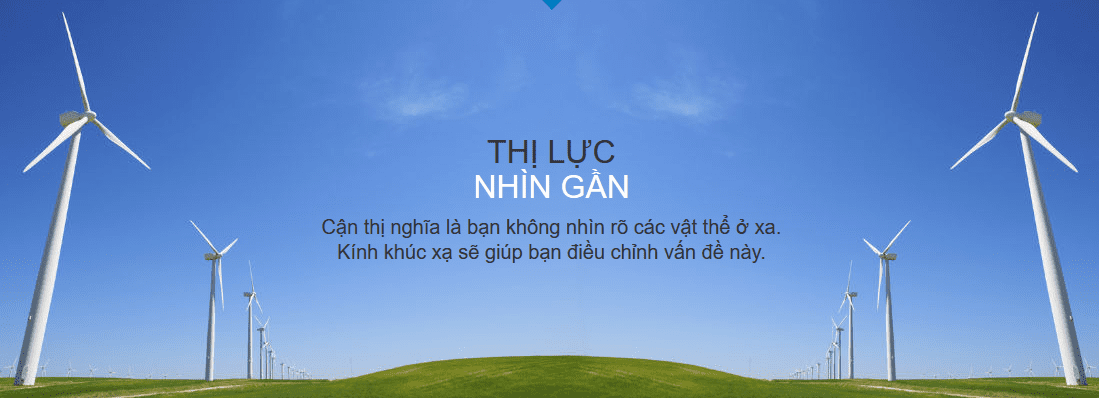 THỊ LỰC
NHÌN GẦN
Cận thị nghĩa là bạn không nhìn rõ các vật thể ở xa.
Kính khúc xạ sẽ giúp bạn điều chỉnh vấn đề này.